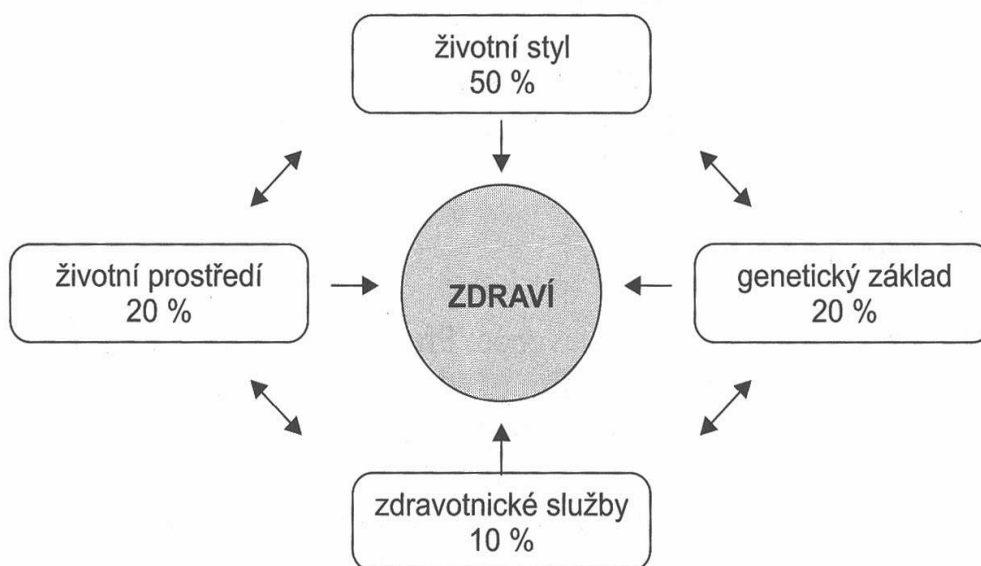 životní styl
50 %
životní prostředí
20 %
ZDRAVÍ
genetický základ
20 %
zdravotnické služby
10 %